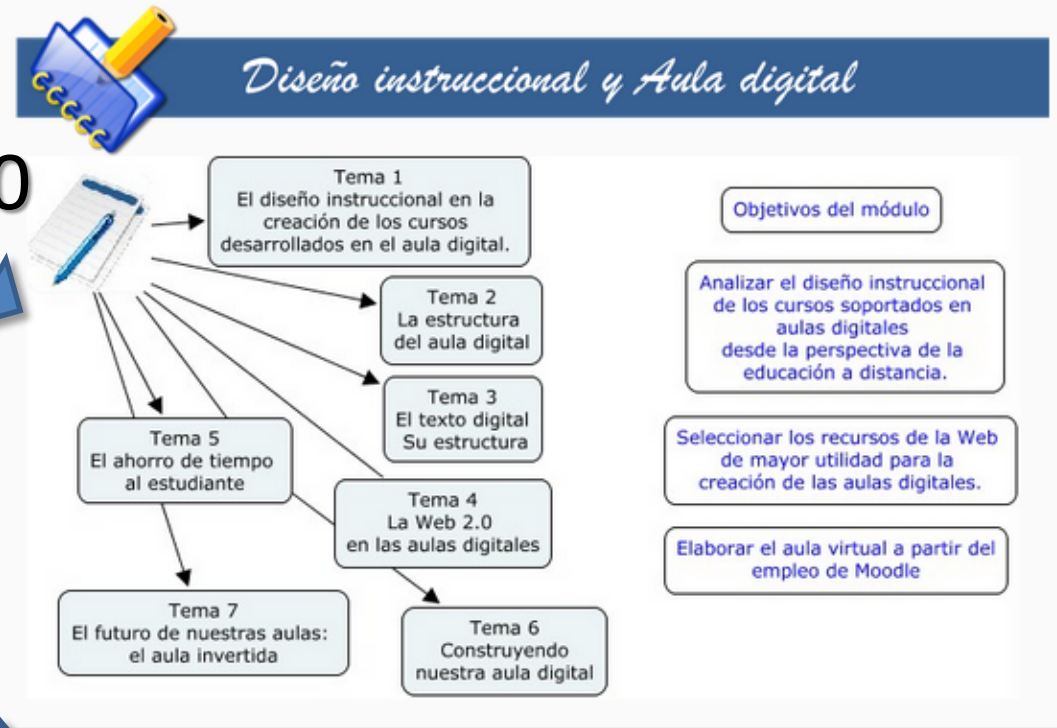 Diseño instruccional y Aula digital
0
Tema 1
El diseño instruccional en la
creación de los cursos
desarrollados en el aula digital.
Tema 2
La estructura
del aula digital
Tema 3
El texto digital
Su estructura
Tema 5
El ahorro de tiempo
al estudiante
Tema 4
La Web 2.0
en las aulas digitales
Tema 7
El futuro de nuestras aulas:
el aula invertida
Tema 6
Construyendo
nuestra aula digital
Objetivos del módulo
Analizar el diseño instruccional
de los cursos soportados en
aulas digitales
desde la perspectiva de la
educación a distancia.
Seleccionar los recursos de la Web
de mayor utilidad para la
creación de las aulas digitales.
Elaborar el aula virtual a partir del
empleo de Moodle